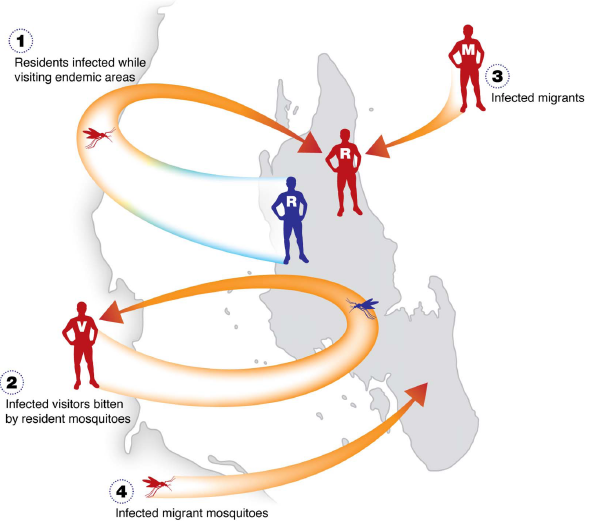 1
Residents infected while
visiting endemic areas
M
3
Infected migrants
R
R
V
2
Infected visitors bitten
by resident mosquitoes
4
Infected migrant mosquitoes